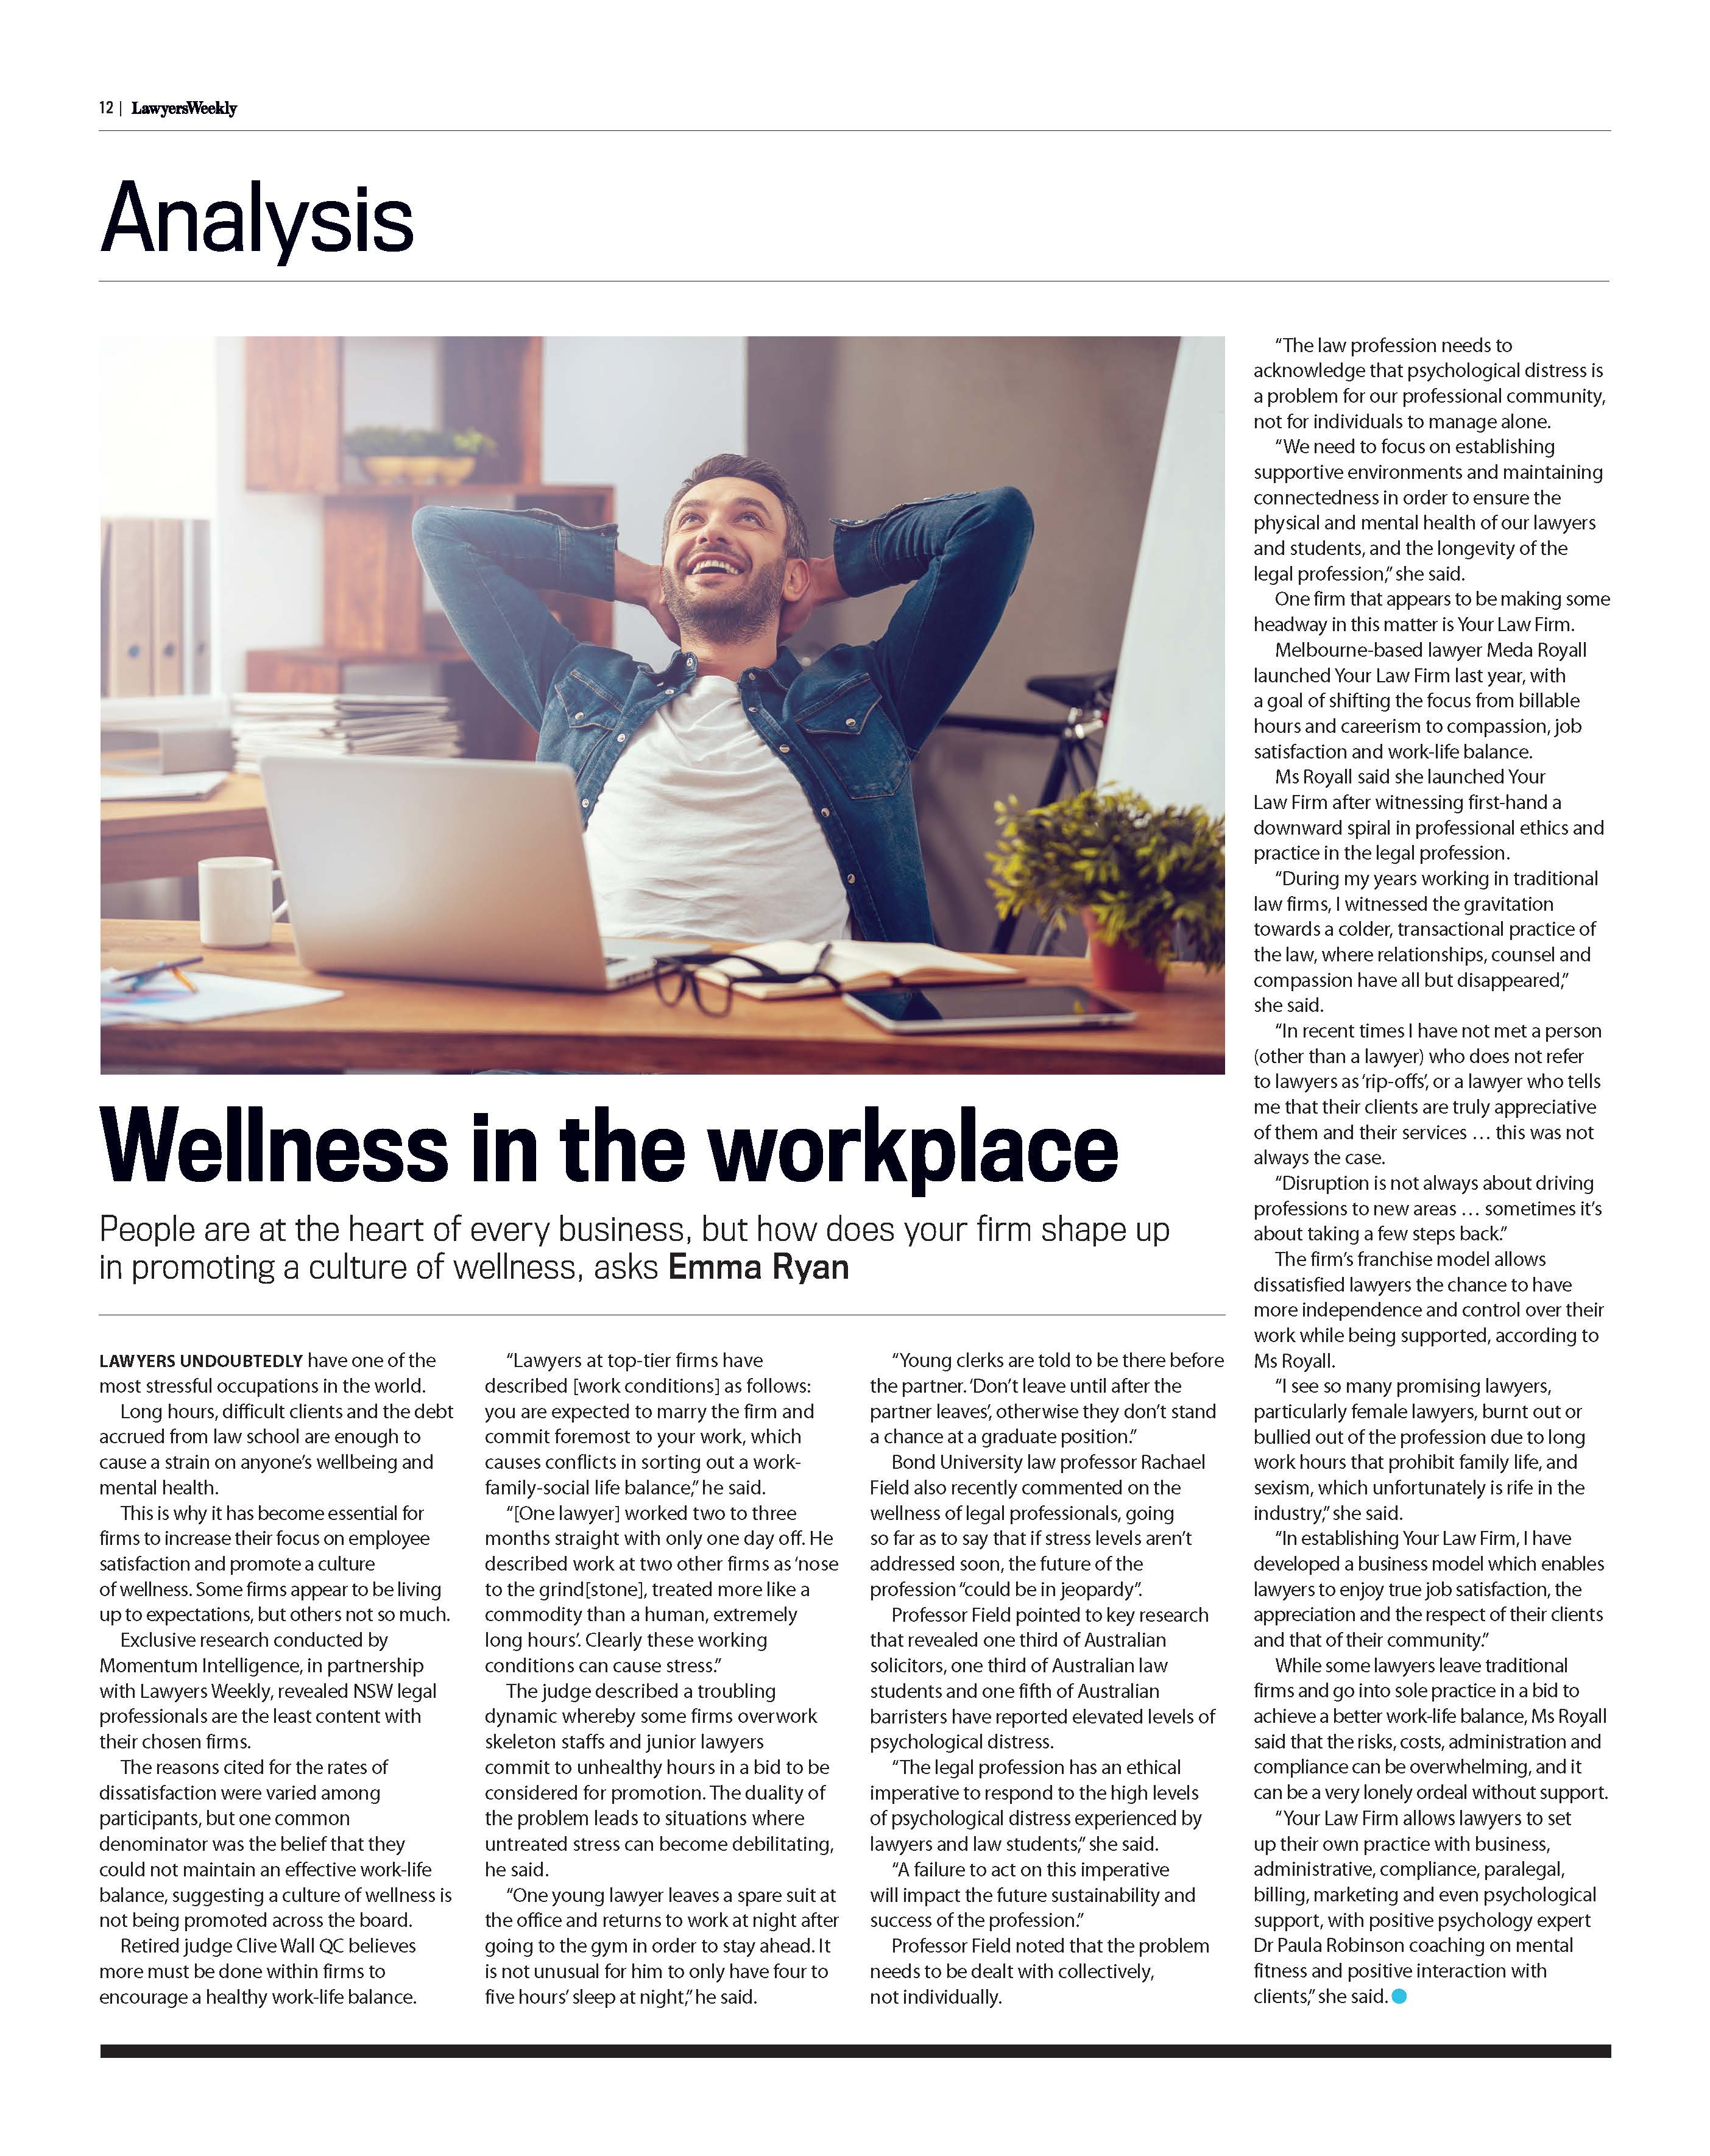 12 | LawyersWeekly
Analysis
Wellness in the workplace
People are at the heart of every business, but how does your firm shape up
in promoting a culture of wellness, asks Emma Ryan
LAWYERS UNDOUBTEDLY have one of the
most stressful occupations in the world.
Long hours, difficult clients and the debt
accrued from law school are enough to
cause a strain on anyone's wellbeing and
mental health.
This is why it has become essential for
firms to increase their focus on employee
satisfaction and promote a culture
of wellness. Some firms appear to be living
up to expectations, but others not so much.
Exclusive research conducted by
Momentum Intelligence, in partnership
with Lawyers Weekly, revealed NSW legal
professionals are the least content with
their chosen firms.
The reasons cited for the rates of
dissatisfaction were varied among
participants, but one common
denominator was the belief that they
could not maintain an effective work-life
balance, suggesting a culture of wellness is
not being promoted across the board.
Retired judge Clive Wall QC believes
more must be done within firms to
encourage a healthy work-life balance.
“Lawyers at top-tier firms have
described [work conditions] as follows:
you are expected to marry the firm and
commit foremost to your work, which
causes conflicts in sorting out a work-
family-social life balance,” he said.
“[One lawyer] worked two to three
months straight with only one day off. He
described work at two other firms as ‘nose
to the grind[stone], treated more like a
commodity than a human, extremely
long hours’. Clearly these working
conditions can cause stress.”
The judge described a troubling
dynamic whereby some firms overwork
skeleton staffs and junior lawyers
commit to unhealthy hours in a bid to be
considered for promotion. The duality of
the problem leads to situations where
untreated stress can become debilitating,
he said.
“One young lawyer leaves a spare suit at
the office and returns to work at night after
going to the gym in order to stay ahead. It
is not unusual for him to only have four to
five hours’ sleep at night,” he said.
“Young clerks are told to be there before
the partner. ‘Don’t leave until after the
partner leaves’, otherwise they don’t stand
a chance at a graduate position.”
Bond University law professor Rachael
Field also recently commented on the
wellness of legal professionals, going
so far as to say that if stress levels aren’t
addressed soon, the future of the
profession “could be in jeopardy”.
Professor Field pointed to key research
that revealed one third of Australian
solicitors, one third of Australian law
students and one fifth of Australian
barristers have reported elevated levels of
psychological distress.
“The legal profession has an ethical
imperative to respond to the high levels
of psychological distress experienced by
lawyers and law students,” she said.
“A failure to act on this imperative
will impact the future sustainability and
success of the profession.”
Professor Field noted that the problem
needs to be dealt with collectively,
not individually.
“The law profession needs to
acknowledge that psychological distress is
a problem for our professional community,
not for individuals to manage alone.
“We need to focus on establishing
supportive environments and maintaining
connectedness in order to ensure the
physical and mental health of our lawyers
and students, and the longevity of the
legal profession,” she said.
One firm that appears to be making some
headway in this matter is Your Law Firm.
Melbourne-based lawyer Meda Royall
launched Your Law Firm last year, with
a goal of shifting the focus from billable
hours and careerism to compassion, job
satisfaction and work-life balance.
Ms Royall said she launched Your
Law Firm after witnessing first-hand a
downward spiral in professional ethics and
practice in the legal profession.
“During my years working in traditional
law firms, I witnessed the gravitation
towards a colder, transactional practice of
the law, where relationships, counsel and
compassion have all but disappeared,”
she said.
“In recent times I have not met a person
(other than a lawyer) who does not refer
to lawyers as ‘rip-offs’, or a lawyer who tells
me that their clients are truly appreciative
of them and their services … this was not
always the case.
“Disruption is not always about driving
professions to new areas … sometimes it’s
about taking a few steps back.”
The firm’s franchise model allows
dissatisfied lawyers the chance to have
more independence and control over their
work while being supported, according to
Ms Royall.
“I see so many promising lawyers,
particularly female lawyers, burnt out or
bullied out of the profession due to long
work hours that prohibit family life, and
sexism, which unfortunately is rife in the
industry,” she said.
“In establishing Your Law Firm, I have
developed a business model which enables
lawyers to enjoy true job satisfaction, the
appreciation and the respect of their clients
and that of their community.”
While some lawyers leave traditional
firms and go into sole practice in a bid to
achieve a better work-life balance, Ms Royall
said that the risks, costs, administration and
compliance can be overwhelming, and it
can be a very lonely ordeal without support.
“Your Law Firm allows lawyers to set
up their own practice with business,
administrative, compliance, paralegal,
billing, marketing and even psychological
support, with positive psychology expert
Dr Paula Robinson coaching on mental
fitness and positive interaction with
clients,” she said.